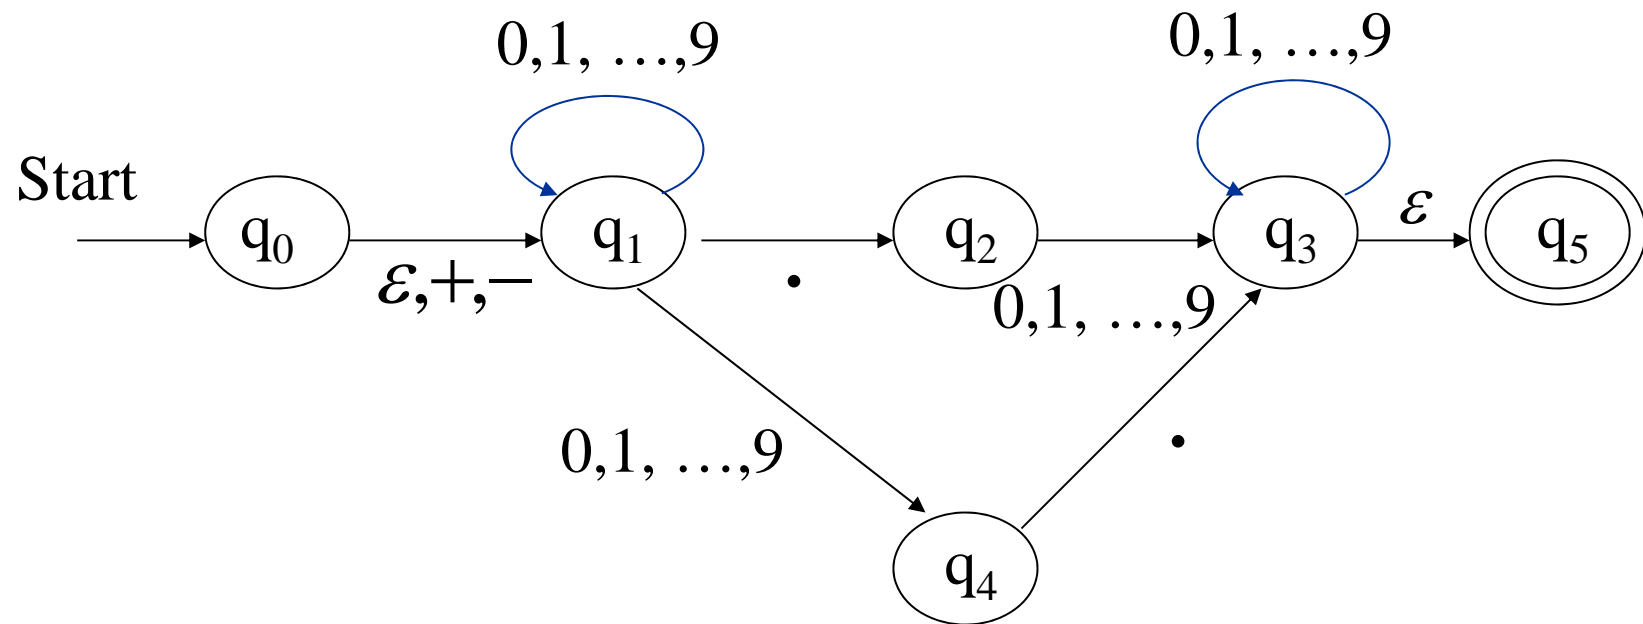 0,1, …,9
0,1, …,9
Start
q₀
q₁
q₂
q₃
ε
q₅
ε,+,−
.
0,1, …,9
0,1, …,9
.
q₄